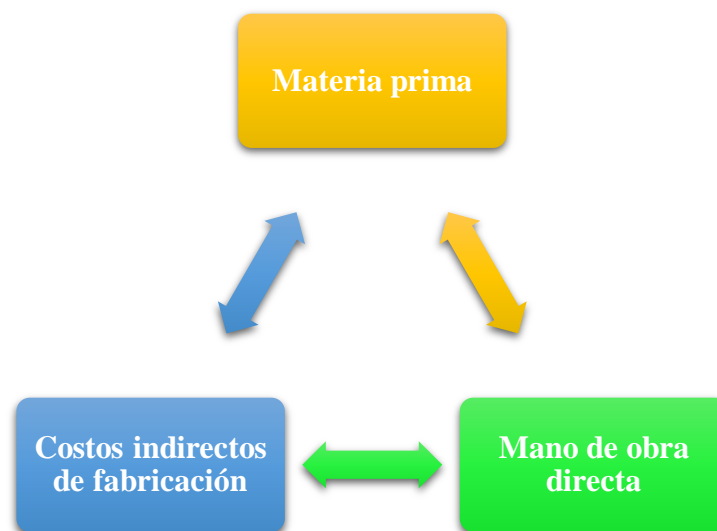 Materia prima
Costos indirectos
de fabricación
Mano de obra
directa